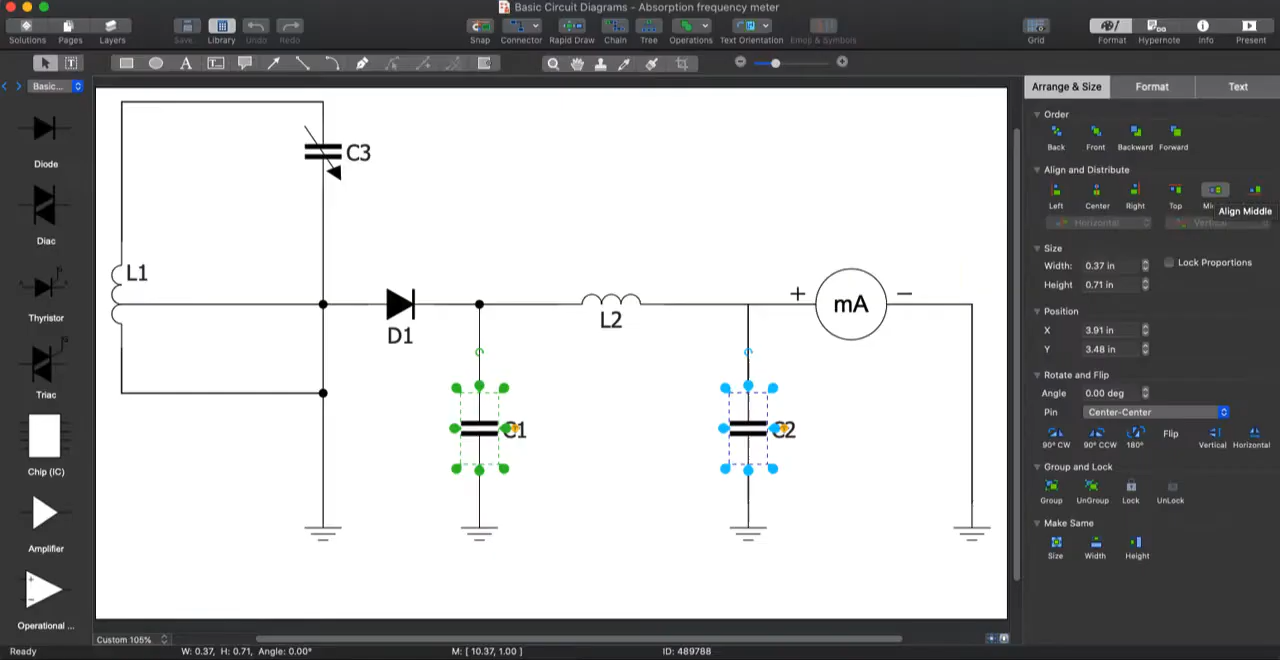 Basic Circuit Diagrams - Absorption frequency meter
Solutions Pages Layers Save Library Undo Redo Snap Connector Rapid Draw Chain Tree Operations Text Orientation Emoji & Symbols Grid Format Hypernote Info Present
Basic...
Arrange & Size Format Text
Diode
Diac
Thyristor
Triac
Chip (IC)
Amplifier
Operational ...
C3
L1
D1
L2
+ mA −
C1
C2
Order
Back Front Backward Forward
Align and Distribute
Left Center Right Top
Align Middle
Horizontal Vertical
Size
Width: 0.37 in Lock Proportions
Height 0.71 in
Position
X 3.91 in
Y 3.48 in
Rotate and Flip
Angle 0.00 deg
Pin Center-Center
90° CW 90° CCW 180° Flip Vertical Horizontal
Group and Lock
Group UnGroup Lock UnLock
Make Same
Size Width Height
Custom 105%
Ready W: 0.37, H: 0.71, Angle: 0.00° M: [ 10.37, 1.00 ] ID: 489788